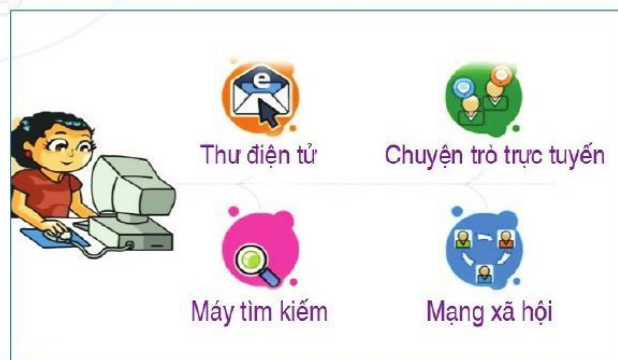 e
Thư điện tử
Chuyện trò trực tuyến
Máy tìm kiếm
Mạng xã hội